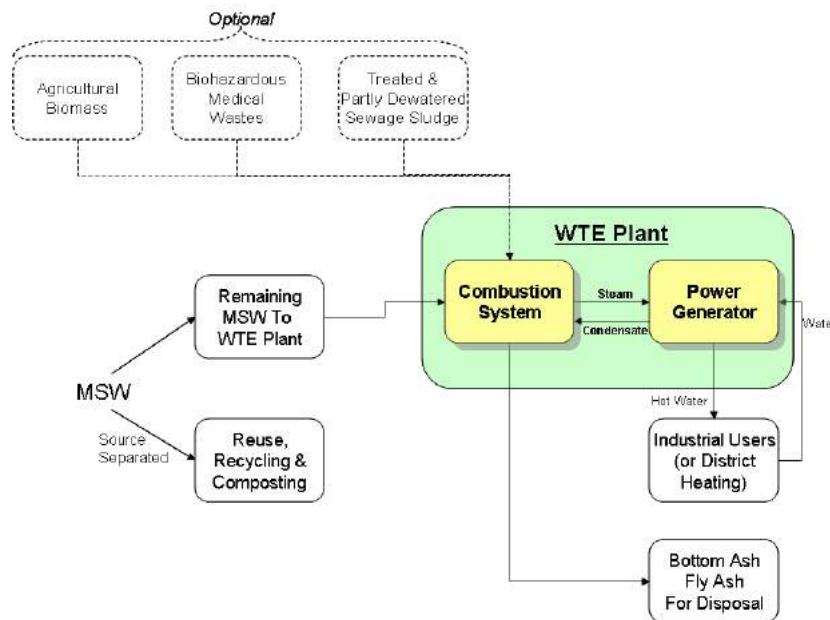 Optional
Agricultural
Biomass
Biohazardous
Medical
Wastes
Treated &
Partly Dewatered
Sewage Sludge
WTE Plant
Remaining
MSW To
WTE Plant
Combustion
System
Steam
Condensate
Power
Generator
Water
MSW
Hot Water
Source
Separated
Reuse,
Recycling &
Composting
Industrial Users
(or District
Heating)
Bottom Ash
Fly Ash
For Disposal